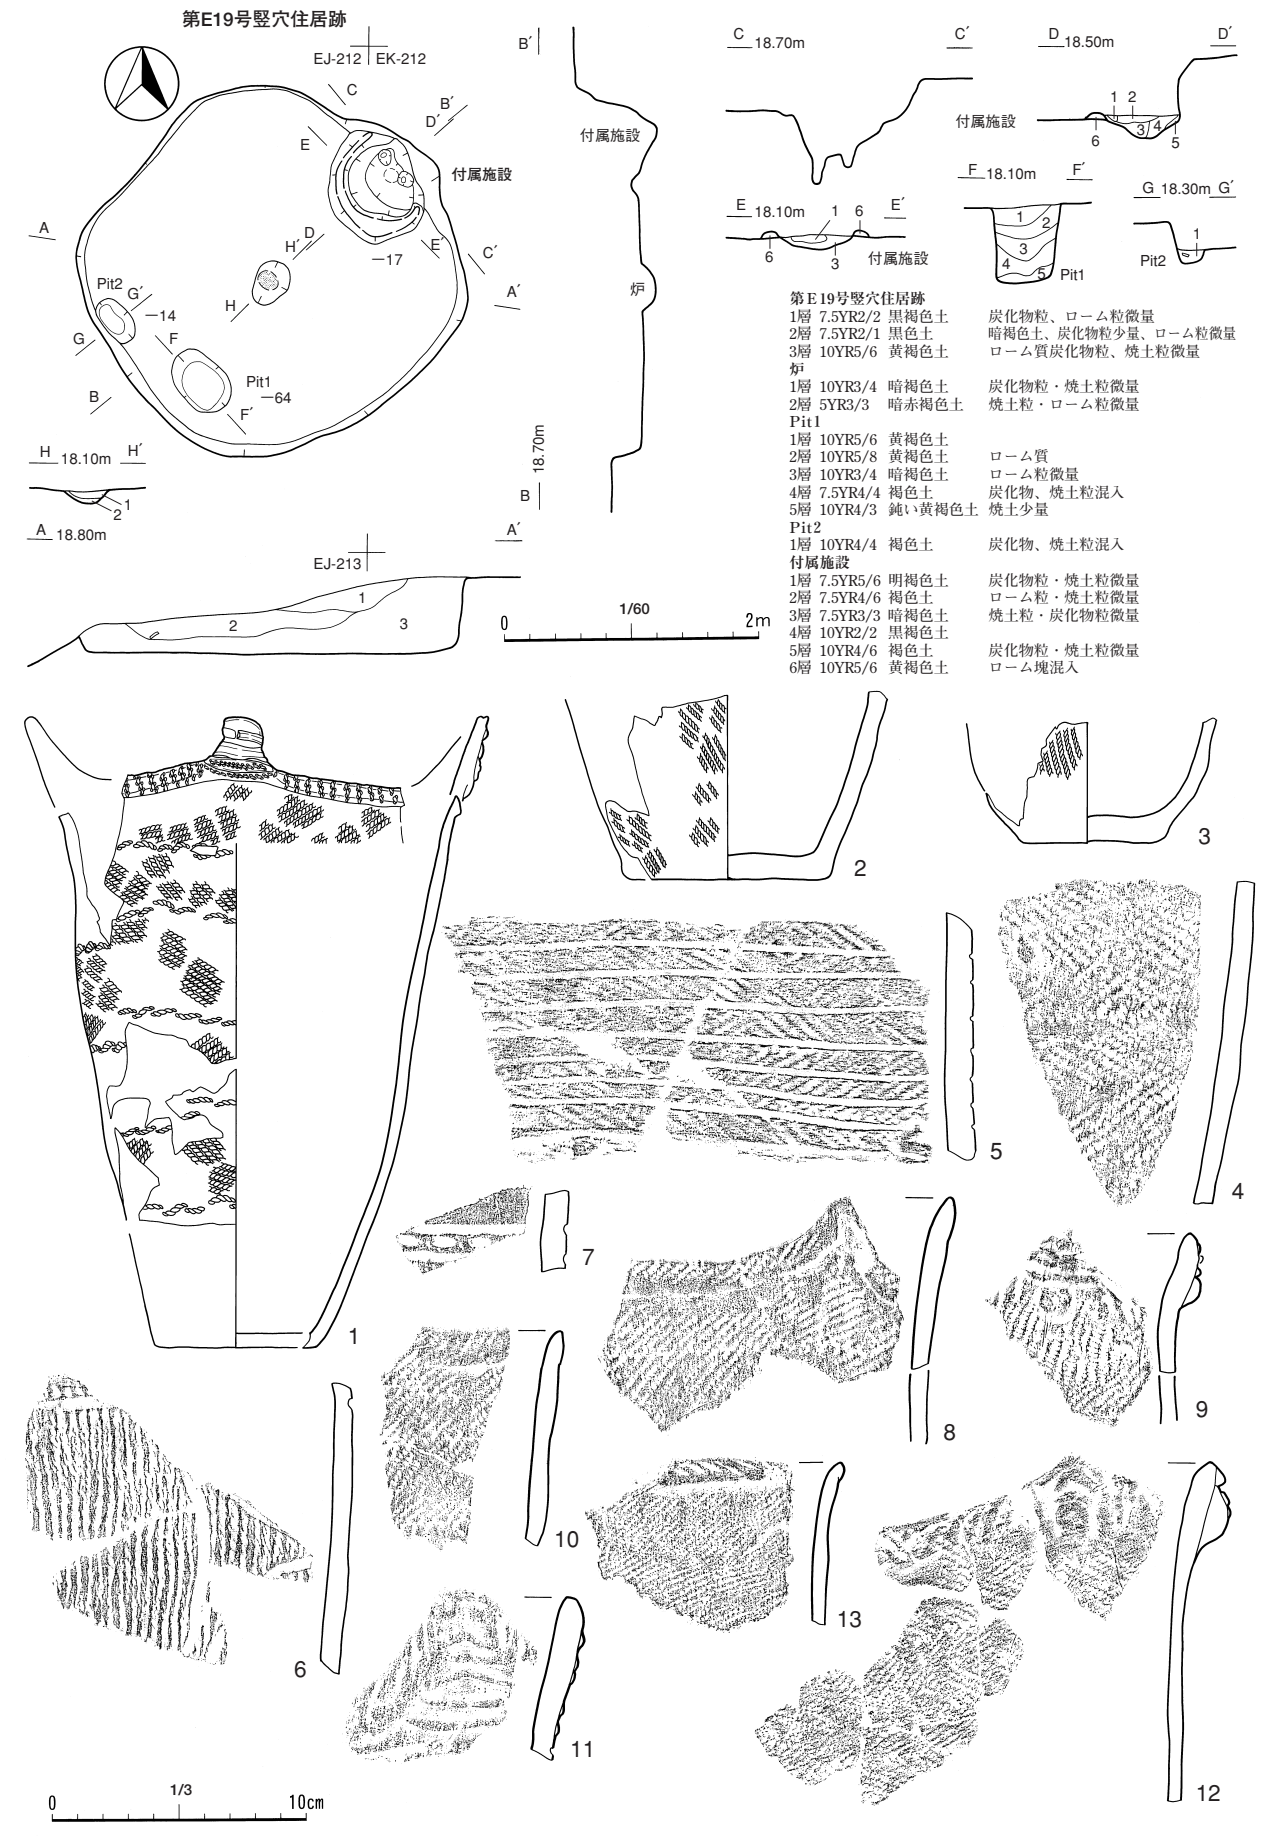 第E19号竪穴住居跡
EJ-212 EK-212
C
B′
D′
E
付属施設
A
D
H′
E′
C′
−17
A′
Pit2
G′
−14
H
G
F
Pit1
−64
B
F′
H 18.10m H′
1
2
A 18.80m A′
EJ-213
1
2
3
B′
付属施設
炉
B 18.70m
C 18.70m C′
D 18.50m D′
付属施設
1 2
3 4
6 5
E 18.10m E′
1 6
6 3
付属施設
F 18.10m F′
1 2
3
4
5 Pit1
G 18.30m G′
1
Pit2
第E19号竪穴住居跡
1層 7.5YR2/2 黒褐色土 炭化物粒、ローム粒微量
2層 7.5YR2/1 黒色土 暗褐色土、炭化物粒少量、ローム粒微量
3層 10YR5/6 黄褐色土 ローム質炭化物粒、焼土粒微量
炉
1層 10YR3/4 暗褐色土 炭化物粒・焼土粒微量
2層 5YR3/3 暗赤褐色土 焼土粒・ローム粒微量
Pit1
1層 10YR5/6 黄褐色土
2層 10YR5/8 黄褐色土 ローム質
3層 10YR3/4 暗褐色土 ローム粒微量
4層 7.5YR4/4 褐色土 炭化物、焼土粒混入
5層 10YR4/3 鈍い黄褐色土 焼土少量
Pit2
1層 10YR4/4 褐色土 炭化物、焼土粒混入
付属施設
1層 7.5YR5/6 明褐色土 炭化物粒・焼土粒微量
2層 7.5YR4/6 褐色土 ローム粒・焼土粒微量
3層 7.5YR3/3 暗褐色土 焼土粒・炭化物粒微量
4層 10YR2/2 黒褐色土
5層 10YR4/6 褐色土 炭化物粒・焼土粒微量
6層 10YR5/6 黄褐色土 ローム塊混入
1/60
0 2m
1
2
3
4
5
6
7
8
9
10
11
12
13
1/3
0 10cm